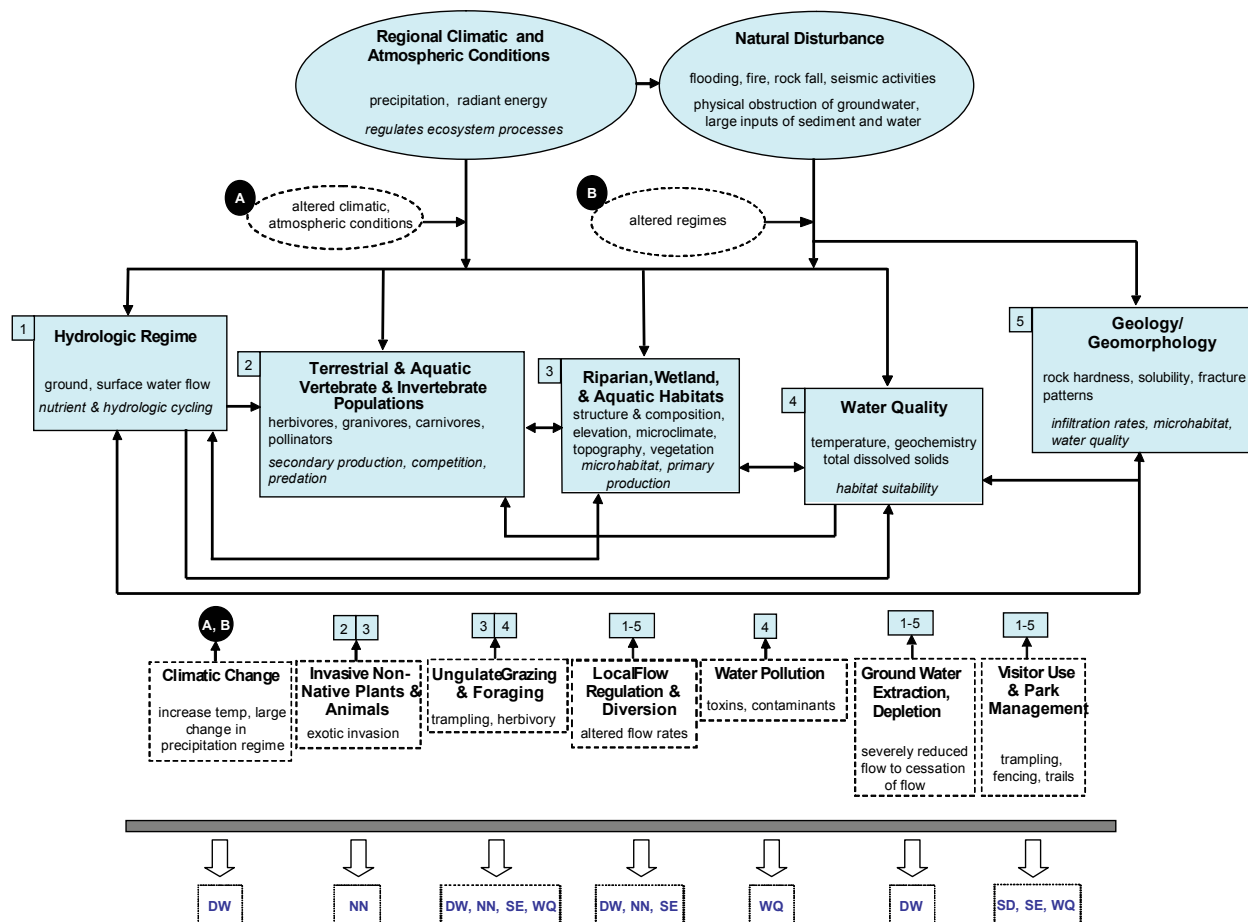 Regional Climatic and
Atmospheric Conditions
precipitation, radiant energy
regulates ecosystem processes
Natural Disturbance
flooding, fire, rock fall, seismic activities
physical obstruction of groundwater,
large inputs of sediment and water
A
altered climatic,
atmospheric conditions
B
altered regimes
1
Hydrologic Regime
ground, surface water flow
nutrient & hydrologic cycling
2
Terrestrial & Aquatic
Vertebrate & Invertebrate
Populations
herbivores, granivores, carnivores,
pollinators
secondary production, competition,
predation
3
Riparian, Wetland,
& Aquatic Habitats
structure & composition,
elevation, microclimate,
topography, vegetation
microhabitat, primary
production
4
Water Quality
temperature, geochemistry
total dissolved solids
habitat suitability
5
Geology/
Geomorphology
rock hardness, solubility, fracture
patterns
infiltration rates, microhabitat,
water quality
A, B
Climatic Change
increase temp, large
change in
precipitation regime
2 3
Invasive Non-
Native Plants &
Animals
exotic invasion
3 4
Ungulate Grazing
& Foraging
trampling, herbivory
1-5
Local Flow
Regulation &
Diversion
altered flow rates
4
Water Pollution
toxins, contaminants
1-5
Ground Water
Extraction,
Depletion
severely reduced
flow to cessation
of flow
1-5
Visitor Use
& Park
Management
trampling,
fencing, trails
DW
NN
DW, NN, SE, WQ
DW, NN, SE
WQ
DW
SD, SE, WQ